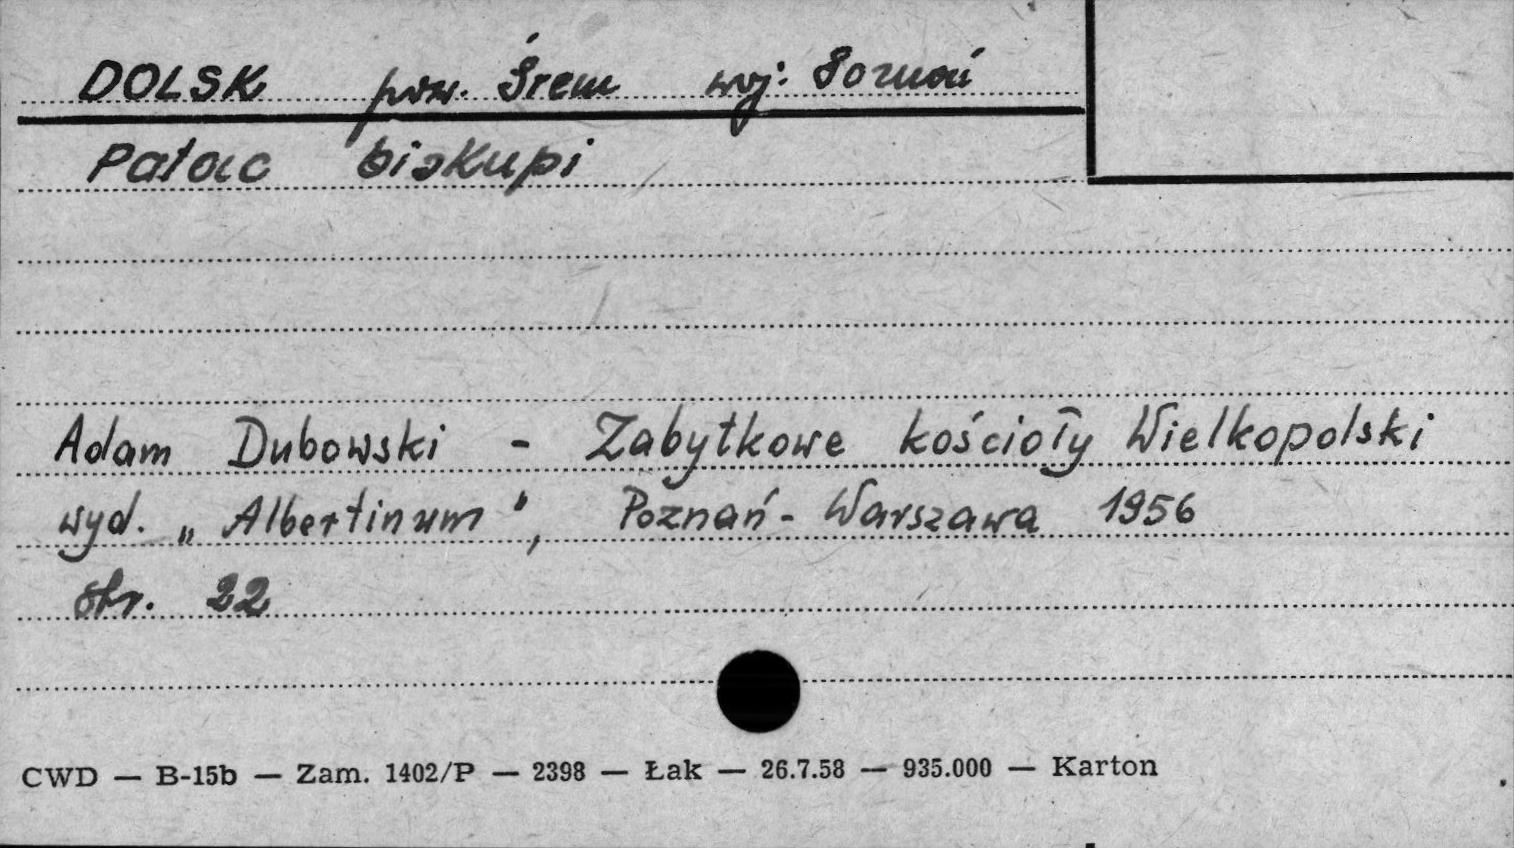 DOLSK pow. Śrem woj: Poznań
Pałac biskupi
Adam Dubowski - Zabytkowe kościoły Wielkopolski
wyd. „Albertinum", Poznań - Warszawa 1956
str. 22
CWD — B-15b — Zam. 1402/P — 2398 — Łak — 26.7.58 — 935.000 — Karton